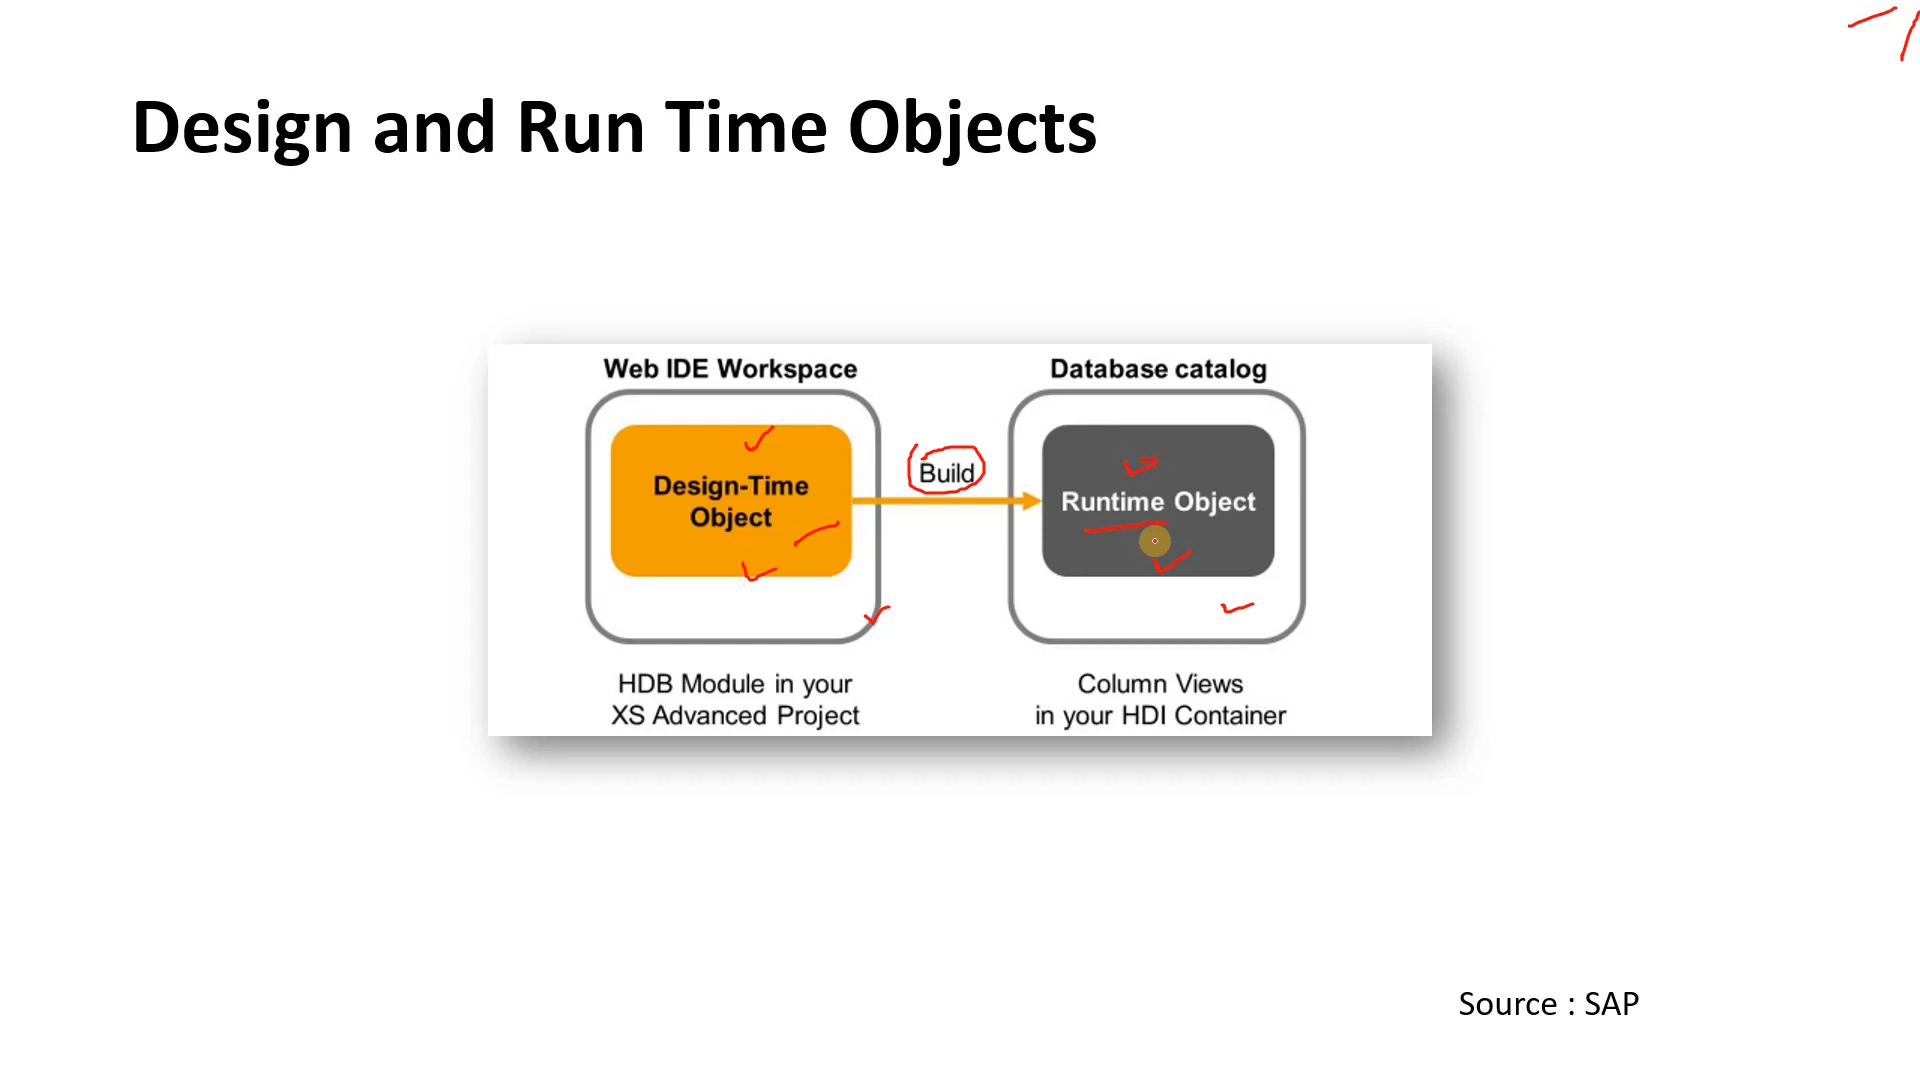 Design and Run Time Objects
Web IDE Workspace
Database catalog
Design-Time
Object
Build
Runtime Object
HDB Module in your
XS Advanced Project
Column Views
in your HDI Container
Source : SAP